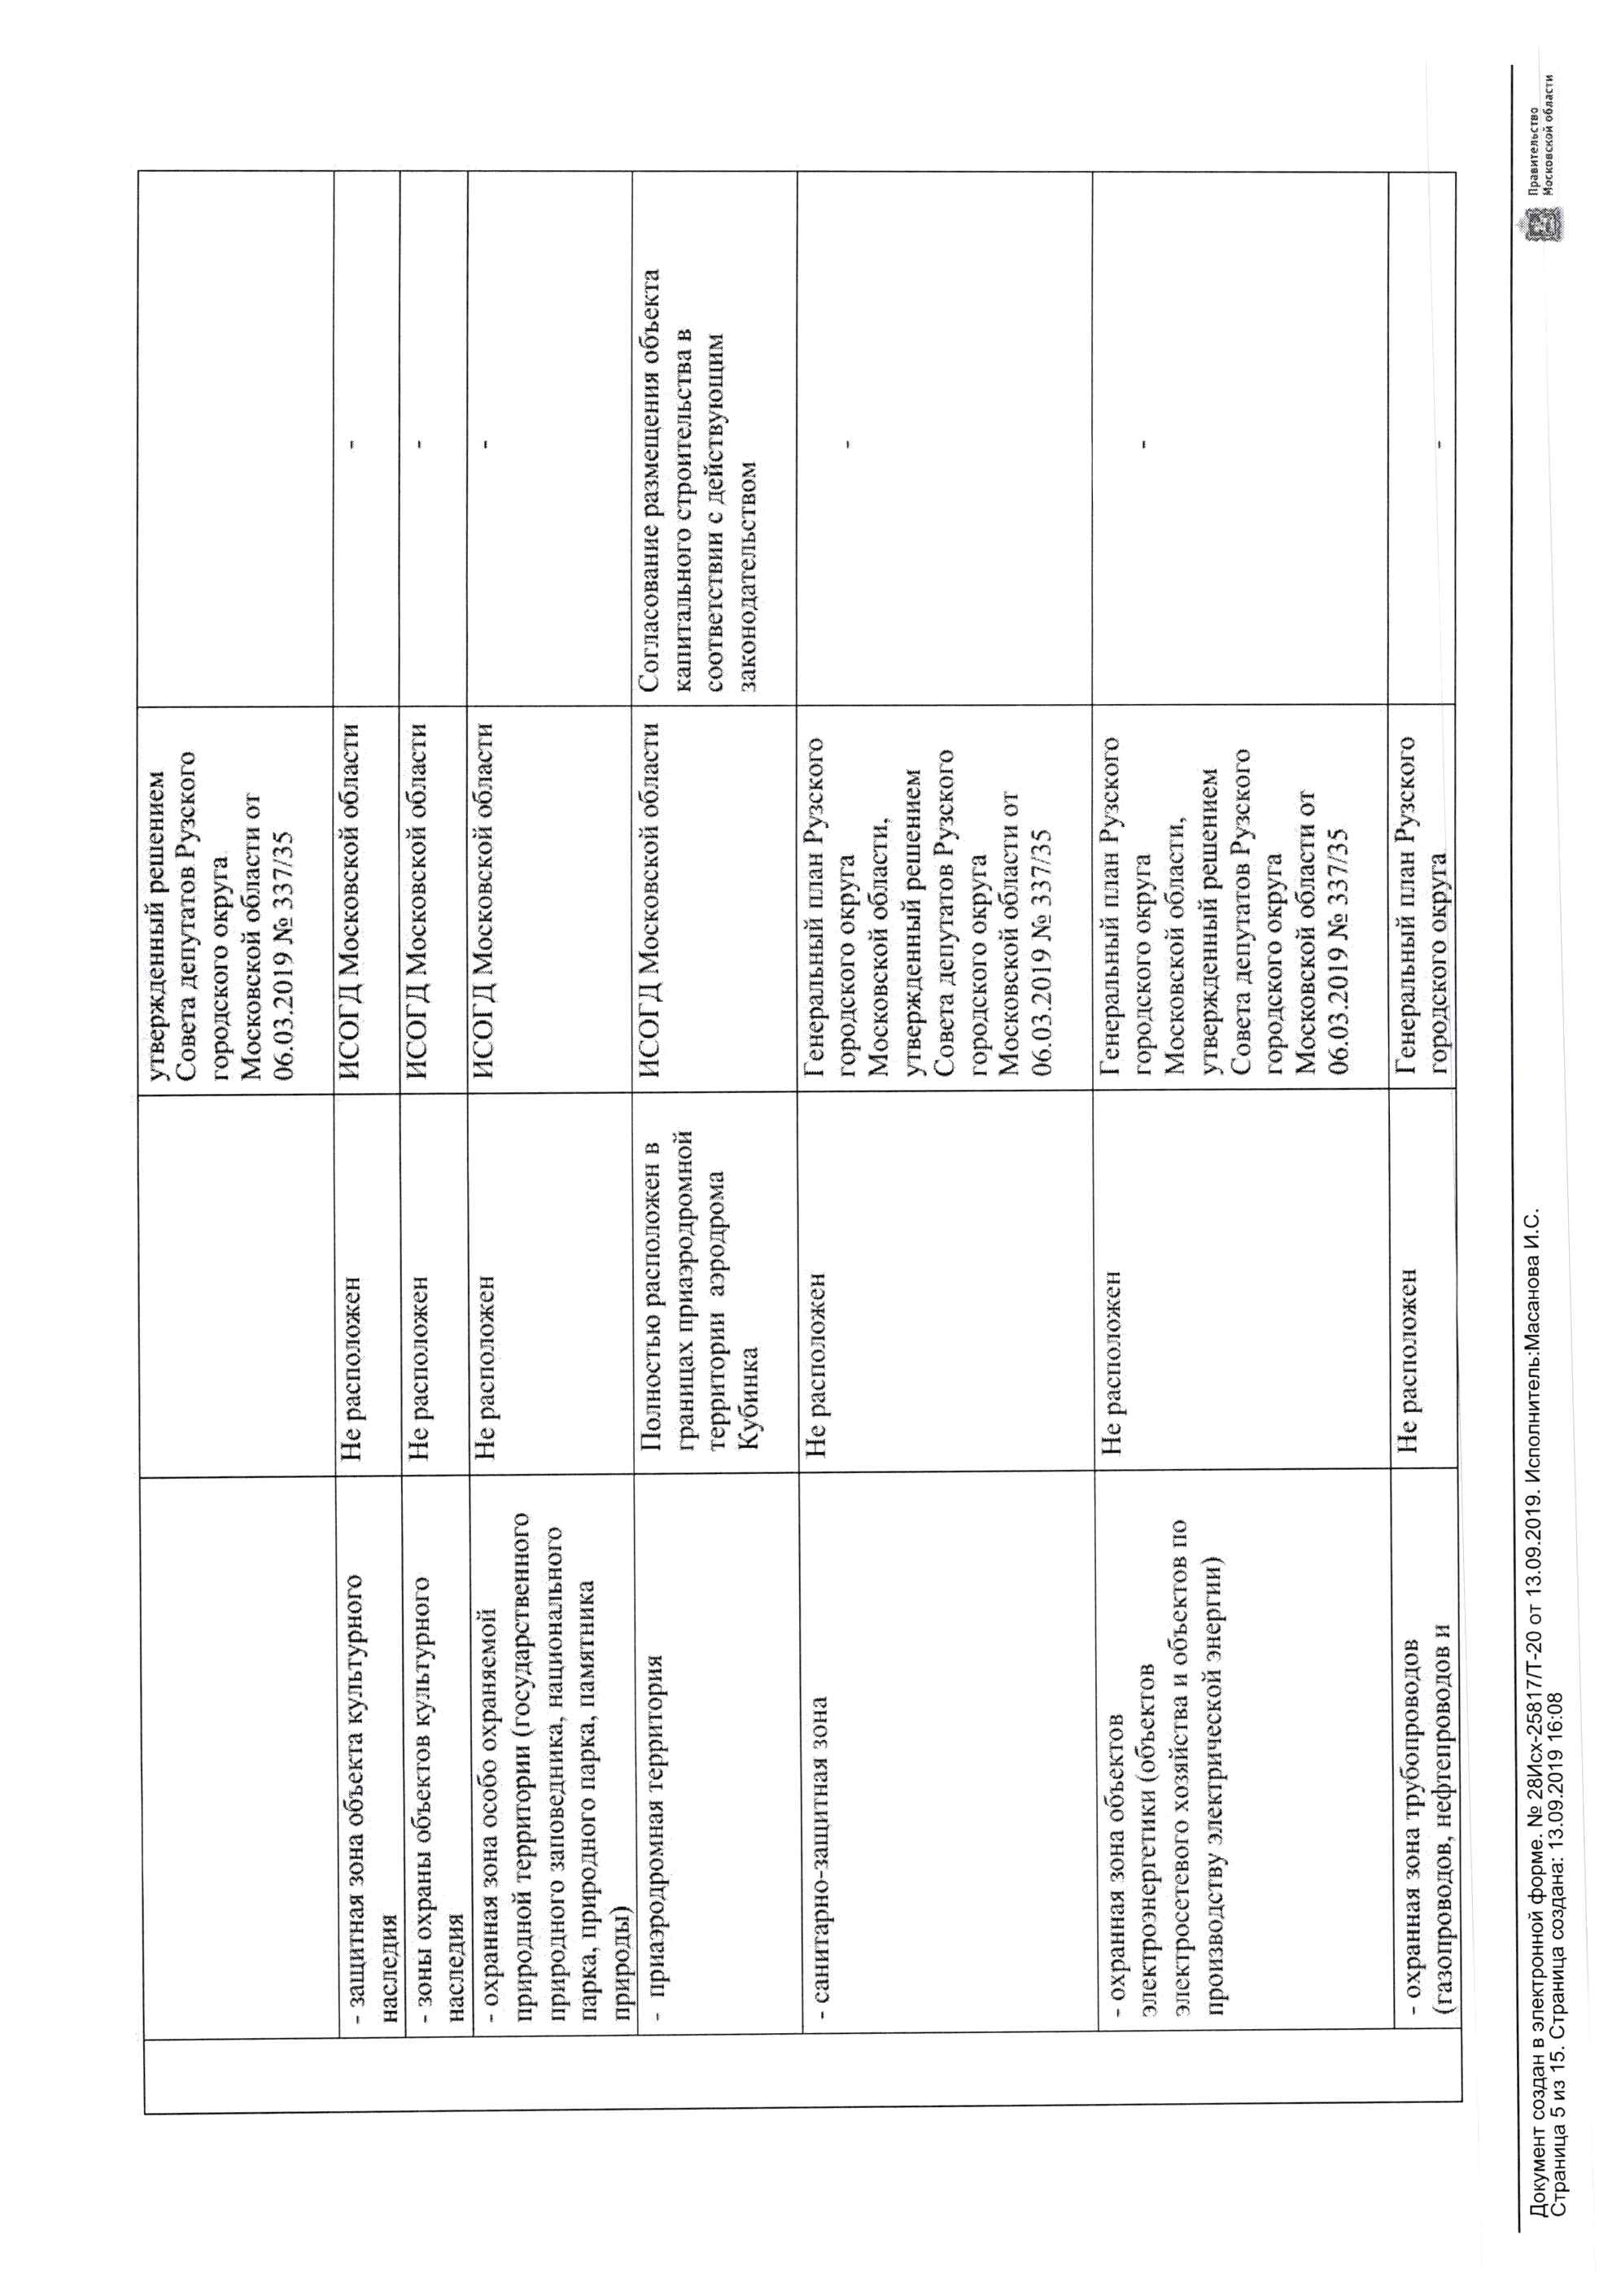 утвержденный решением
Совета депутатов Рузского
городского округа
Московской области от
06.03.2019 № 337/35
- защитная зона объекта культурного
наследия
Не расположен
ИСОГД Московской области
-
- зоны охраны объектов культурного
наследия
Не расположен
ИСОГД Московской области
-
- охранная зона особо охраняемой
природной территории (государственного
природного заповедника, национального
парка, природного парка, памятника
природы)
Не расположен
ИСОГД Московской области
-
- приаэродромная территория
Полностью расположен в
границах приаэродромной
территории аэродрома
Кубинка
ИСОГД Московской области
Согласование размещения объекта
капитального строительства в
соответствии с действующим
законодательством
- санитарно-защитная зона
Не расположен
Генеральный план Рузского
городского округа
Московской области,
утвержденный решением
Совета депутатов Рузского
городского округа
Московской области от
06.03.2019 № 337/35
-
- охранная зона объектов
электроэнергетики (объектов
электросетевого хозяйства и объектов по
производству электрической энергии)
Не расположен
Генеральный план Рузского
городского округа
Московской области,
утвержденный решением
Совета депутатов Рузского
городского округа
Московской области от
06.03.2019 № 337/35
-
- охранная зона трубопроводов
(газопроводов, нефтепроводов и
Не расположен
Генеральный план Рузского
городского округа
-
Документ создан в электронной форме. № 28Исх-25817/Т-20 от 13.09.2019. Исполнитель:Масанова И.С.
Страница 5 из 15. Страница создана: 13.09.2019 16:08
Правительство
Московской области